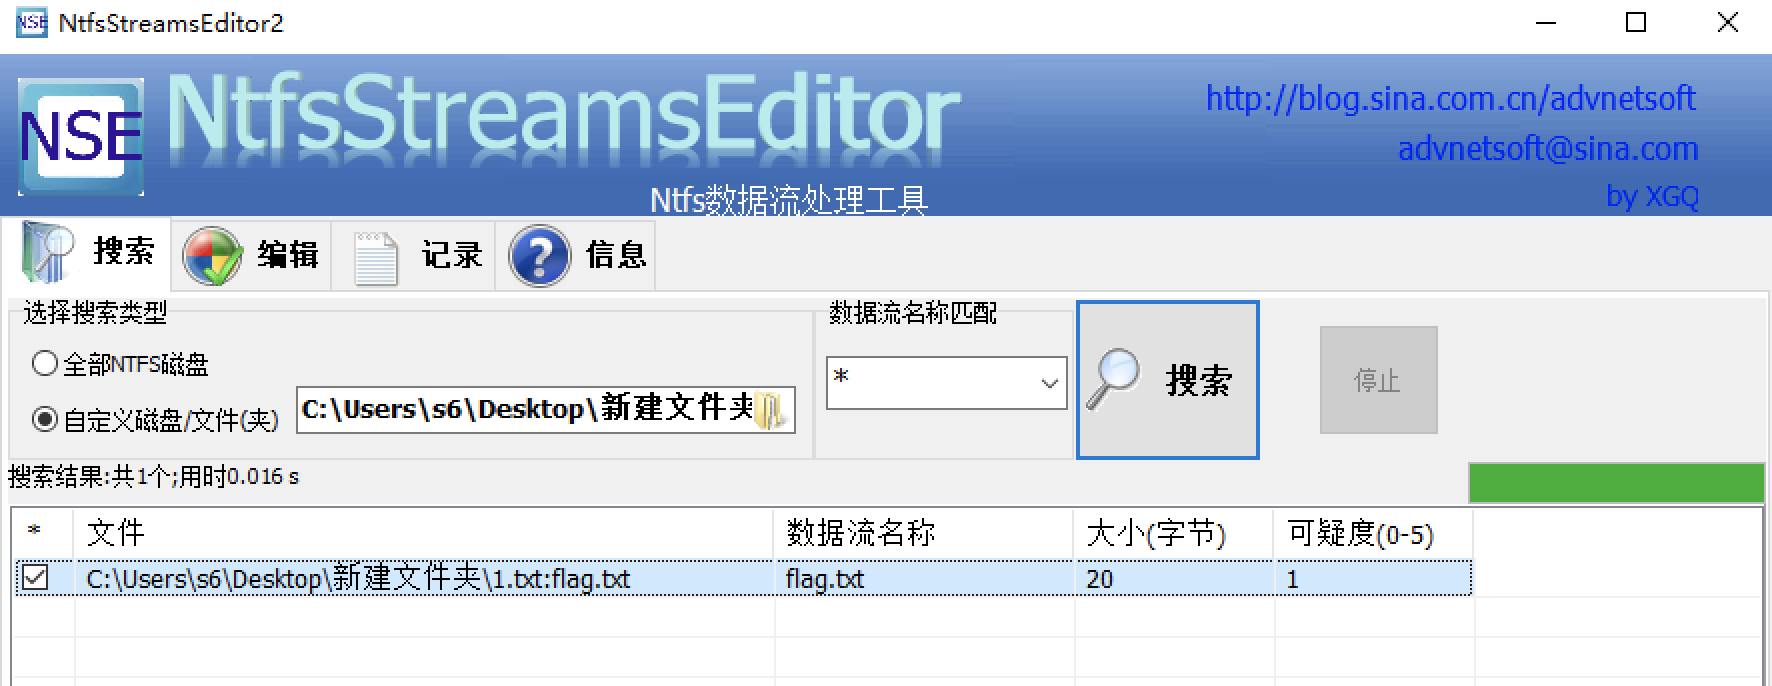 NSE NtfsStreamsEditor2
NSE
NtfsStreamsEditor
Ntfs数据流处理工具
http://blog.sina.com.cn/advnetsoft
advnetsoft@sina.com
by XGQ
搜索 编辑 记录 信息
选择搜索类型
全部NTFS磁盘
自定义磁盘/文件(夹) C:\Users\s6\Desktop\新建文件夹
数据流名称匹配
*
搜索
停止
搜索结果:共1个;用时0.016 s
* 文件 数据流名称 大小(字节) 可疑度(0-5)
C:\Users\s6\Desktop\新建文件夹\1.txt:flag.txt flag.txt 20 1